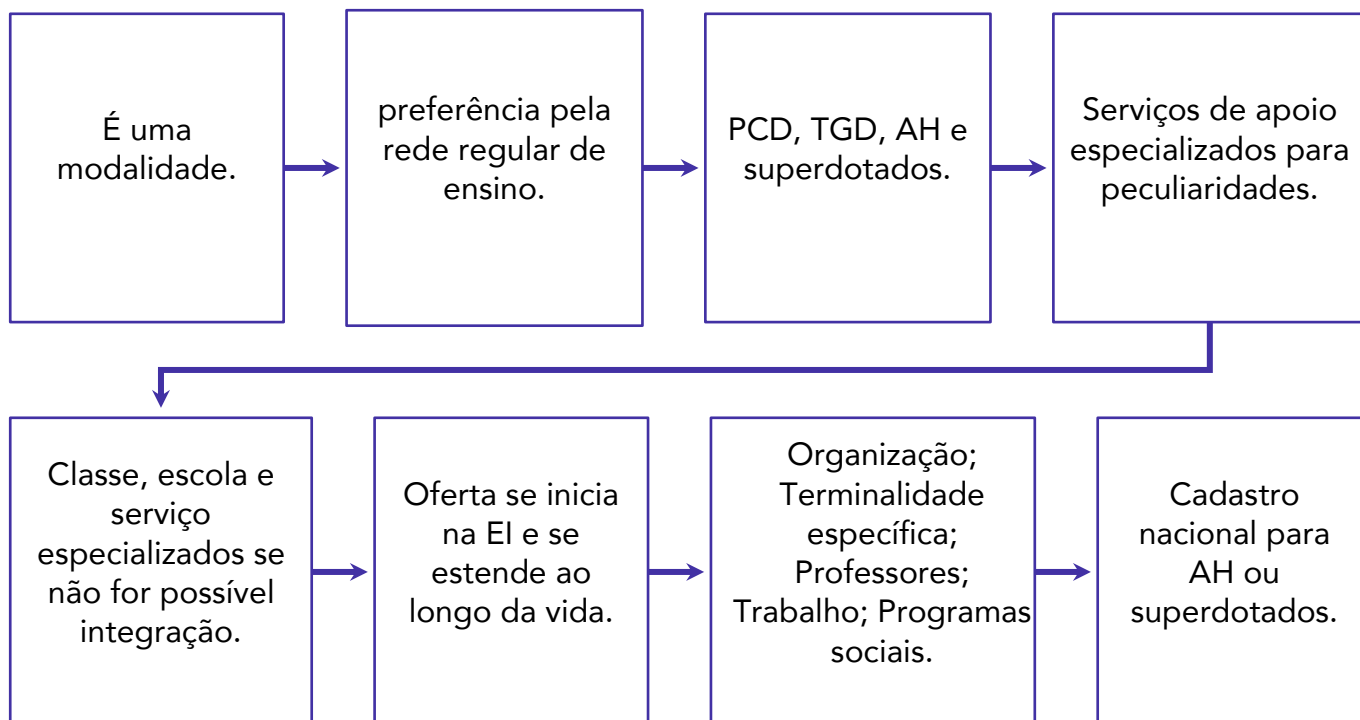 É uma
modalidade.
preferência pela
rede regular de
ensino.
PCD, TGD, AH e
superdotados.
Serviços de apoio
especializados para
peculiaridades.
Classe, escola e
serviço
especializados se
não for possível
integração.
Oferta se inicia
na EI e se
estende ao
longo da vida.
Organização;
Terminalidade
específica;
Professores;
Trabalho; Programas
sociais.
Cadastro
nacional para
AH ou
superdotados.